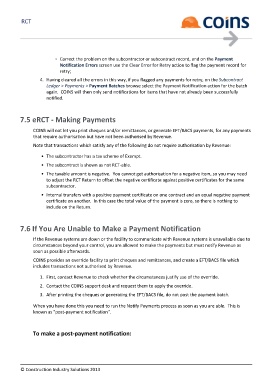 RCT
coins
› Correct the problem on the subcontractor or subcontract record, and on the Payment
Notification Errors screen use the Clear Error for Retry action to flag the payment record for
retry.
4. Having cleared all the errors in this way, if you flagged any payments for retry, on the Subcontract
Ledger > Payments > Payment Batches browse select the Payment Notification action for the batch
again. COINS will then only send notifications for items that have not already been successfully
notified.
7.5 eRCT - Making Payments
COINS will not let you print cheques and/or remittances, or generate EFT/BACS payments, for any payments
that require authorisation but have not been authorised by Revenue.
Note that transactions which satisfy any of the following do not require authorisation by Revenue:
• The subcontractor has a tax scheme of Exempt.
• The subcontract is shown as not RCT-able.
• The taxable amount is negative. You cannot get authorisation for a negative item, so you may need
to adjust the RCT Return to offset the negative certificate against positive certificates for the same
subcontractor.
• Internal transfers with a positive payment certificate on one contract and an equal negative payment
certificate on another. In this case the total value of the payment is zero, so there is nothing to
include on the Return.
7.6 If You Are Unable to Make a Payment Notification
If the Revenue systems are down or the facility to communicate with Revenue systems is unavailable due to
circumstances beyond your control, you are allowed to make the payments but must notify Revenue as
soon as possible afterwards.
COINS provides an override facility to print cheques and remittances, and create a EFT/BACS file which
includes transactions not authorised by Revenue.
1. First, contact Revenue to check whether the circumstances justify use of the override.
2. Contact the COINS support desk and request them to apply the override.
3. After printing the cheques or generating the EFT/BACS file, do not post the payment batch.
When you have done this you need to run the Notify Payments process as soon as you are able. This is
known as "post-payment notification".
To make a post-payment notification:
© Construction Industry Solutions 2013